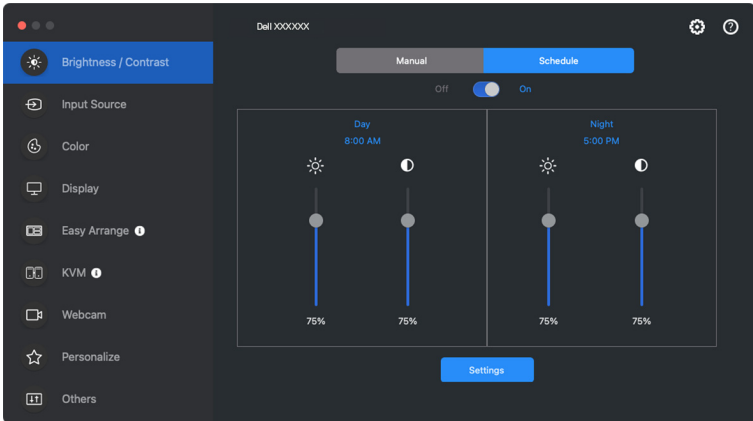 Dell XXXXXX
Brightness / Contrast
Input Source
Color
Display
Easy Arrange
KVM
Webcam
Personalize
Others
Manual
Schedule
Off
On
Day
8:00 AM
75%
75%
Night
5:00 PM
75%
75%
Settings